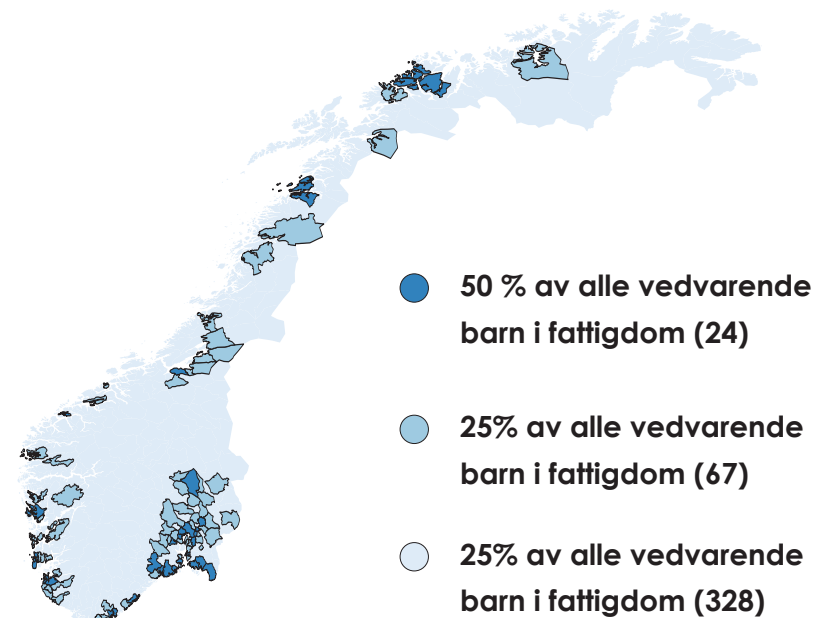 50 % av alle vedvarende
barn i fattigdom (24)
25% av alle vedvarende
barn i fattigdom (67)
25% av alle vedvarende
barn i fattigdom (328)